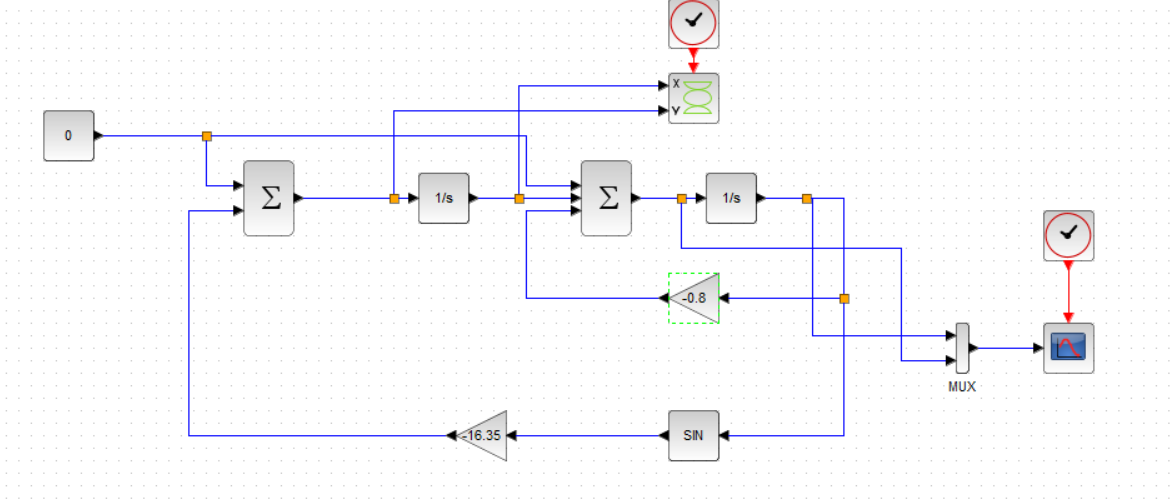 X
Y
0
Σ
1/s
Σ
1/s
-0.8
MUX
-16.35
SIN